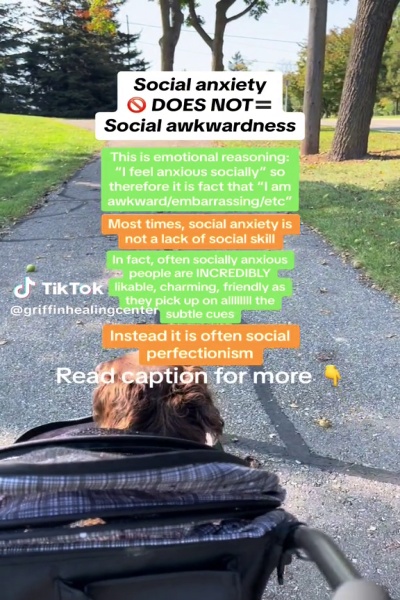 Social anxiety
🚫 DOES NOT=
Social awkwardness
This is emotional reasoning:
"I feel anxious socially" so
therefore it is fact that "I am
awkward/embarrassing/etc"
Most times, social anxiety is
not a lack of social skill
In fact, often socially anxious
people are INCREDIBLY
likable, charming, friendly as
they pick up on allllllll the
subtle cues
TikTok
@griffinhealingcenter
Instead it is often social
perfectionism
Read caption for more 👇